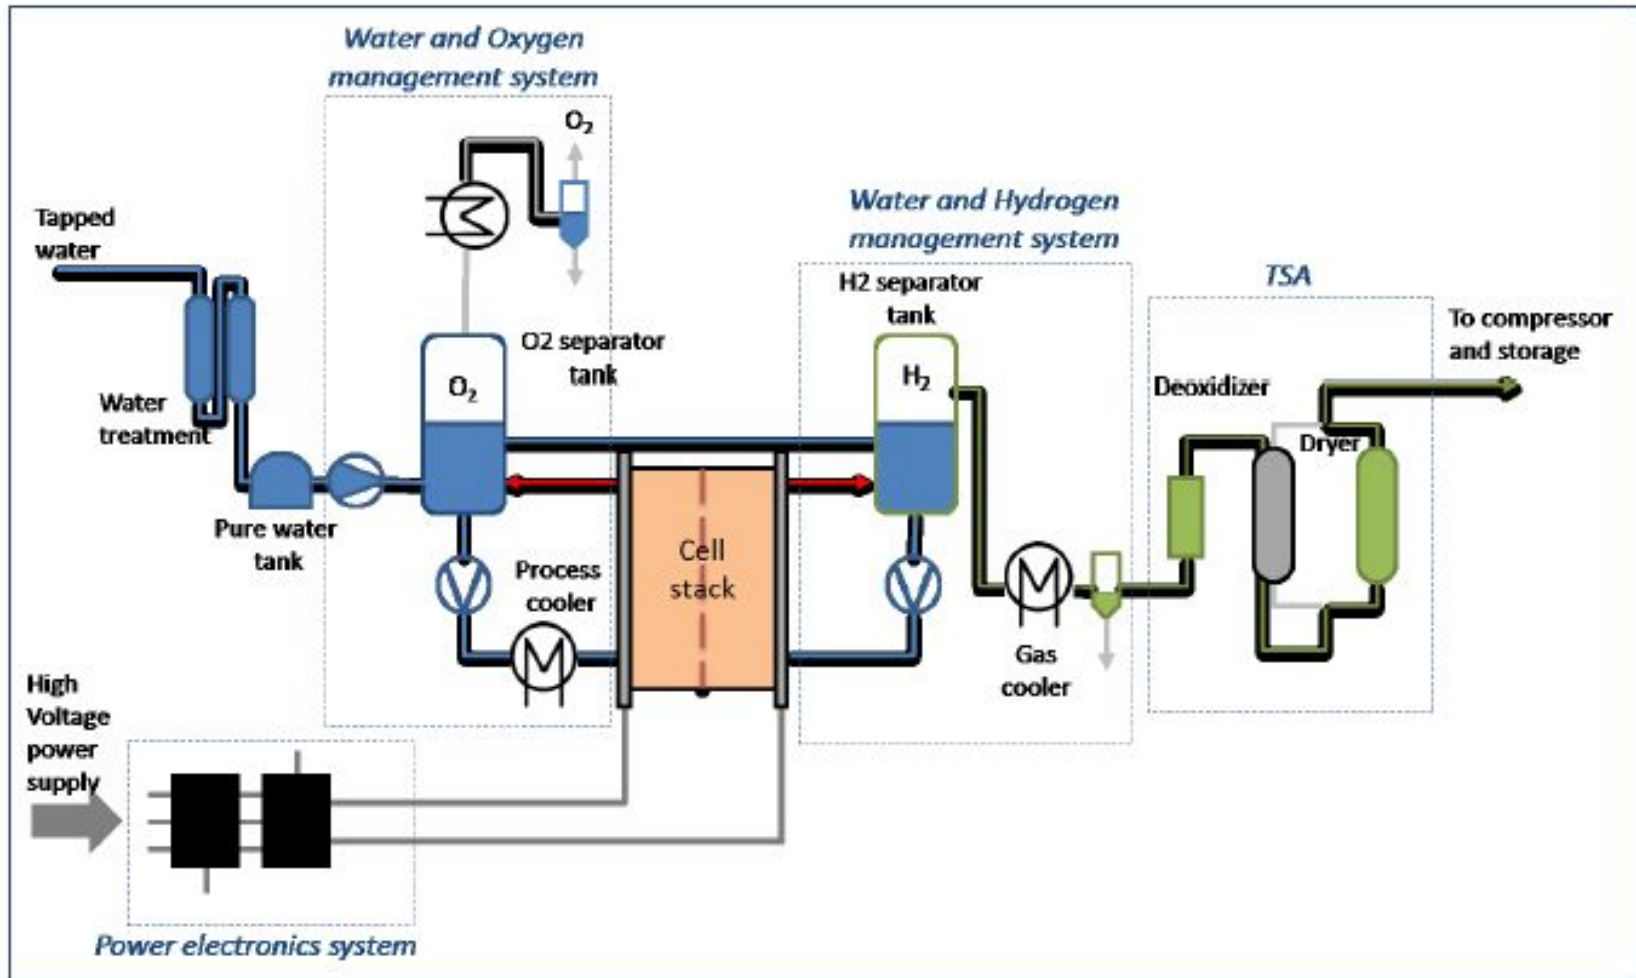 Water and Oxygen
management system
O₂
Tapped
water
Water and Hydrogen
management system
H2 separator
tank
TSA
To compressor
and storage
O2 separator
tank
O₂
H₂
Deoxidizer
Water
treatment
Dryer
Pure water
tank
Process
cooler
Cell
stack
Gas
cooler
High
Voltage
power
supply
Power electronics system